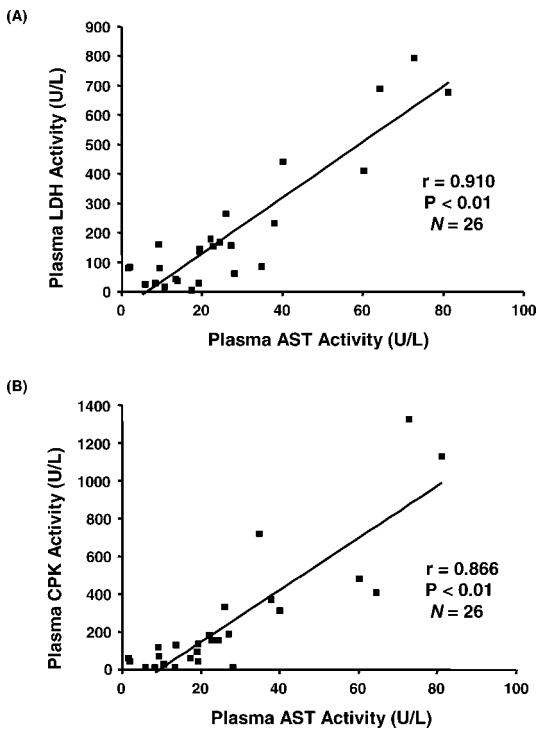 (A)
900
800
700
600
500
400
300
200
100
0
Plasma LDH Activity (U/L)
r = 0.910
P < 0.01
N = 26
0 20 40 60 80 100
Plasma AST Activity (U/L)
(B)
1400
1200
1000
800
600
400
200
0
Plasma CPK Activity (U/L)
r = 0.866
P < 0.01
N = 26
0 20 40 60 80 100
Plasma AST Activity (U/L)